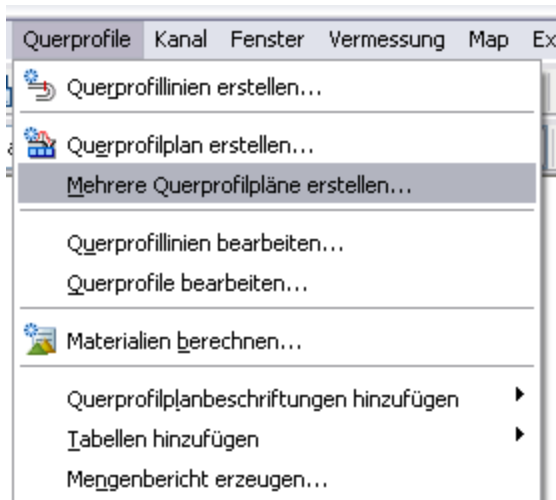 Querprofile Kanal Fenster Vermessung Map Ex
Querprofillinien erstellen...
Querprofilplan erstellen...
Mehrere Querprofilpläne erstellen...
Querprofillinien bearbeiten...
Querprofile bearbeiten...
Materialien berechnen...
Querprofilplanbeschriftungen hinzufügen
Tabellen hinzufügen
Mengenbericht erzeugen...